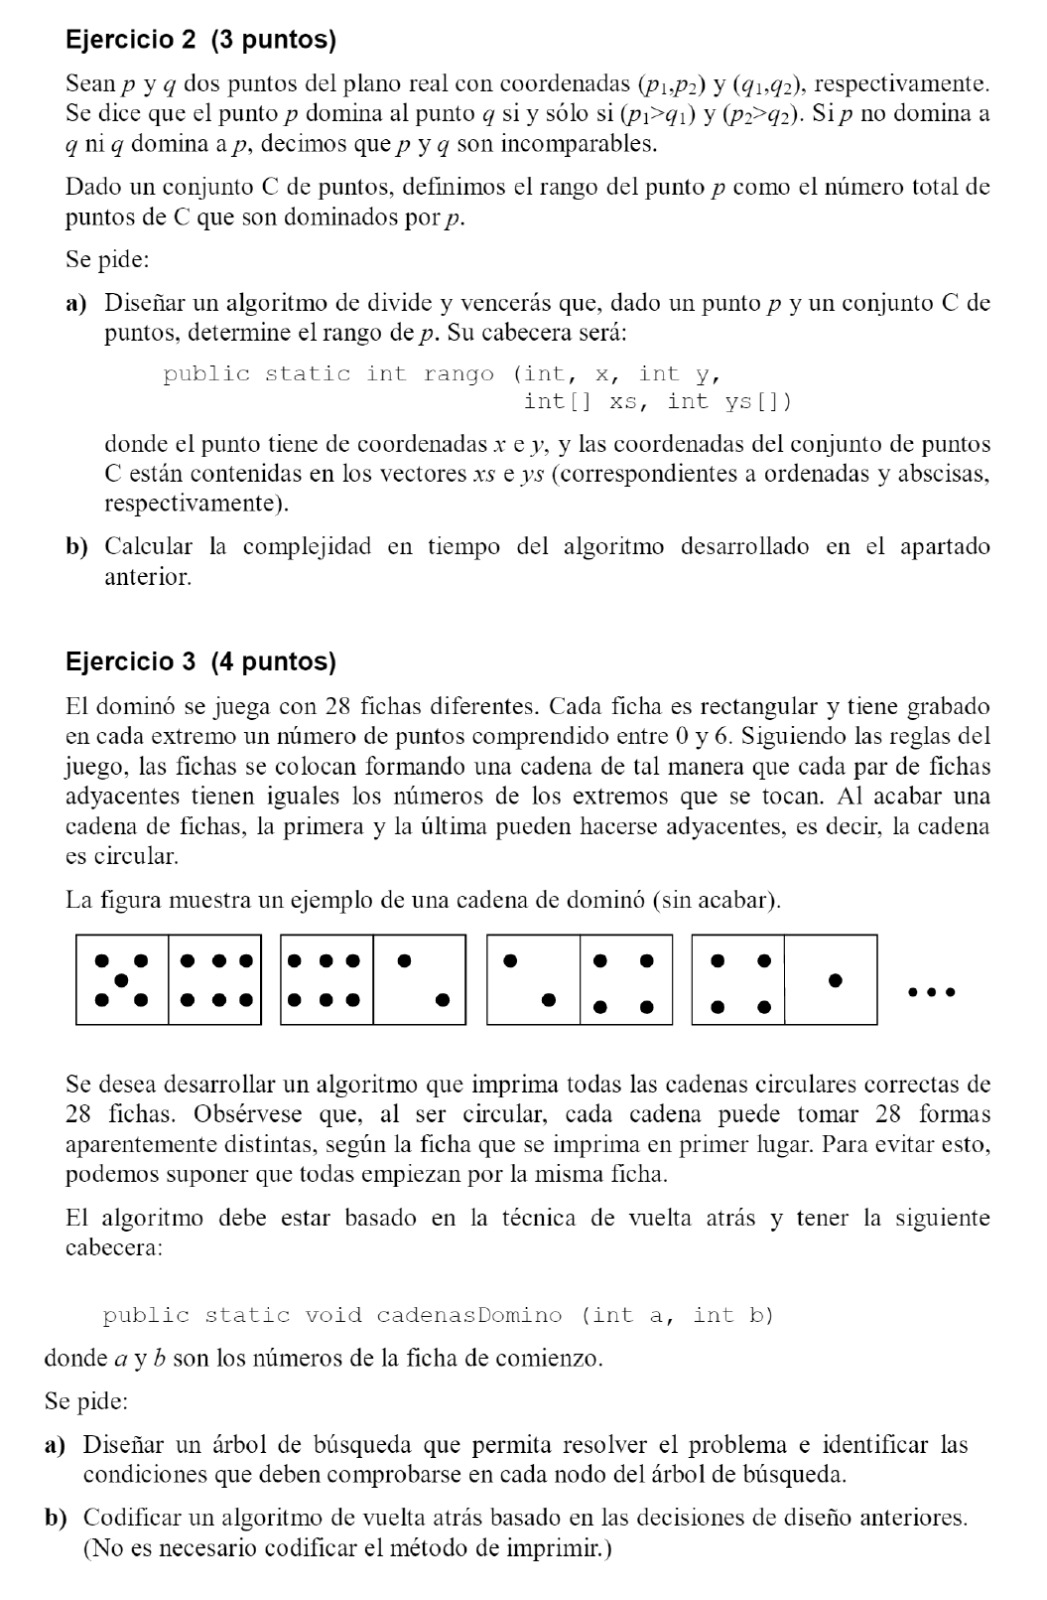 Ejercicio 2 (3 puntos)
Sean p y q dos puntos del plano real con coordenadas (p1,p2) y (q1,q2), respectivamente.
Se dice que el punto p domina al punto q si y sólo si (p1>q1) y (p2>q2). Si p no domina a
q ni q domina a p, decimos que p y q son incomparables.
Dado un conjunto C de puntos, definimos el rango del punto p como el número total de
puntos de C que son dominados por p.
Se pide:
a) Diseñar un algoritmo de divide y vencerás que, dado un punto p y un conjunto C de
puntos, determine el rango de p. Su cabecera será:
public static int rango (int, x, int y,
int[] xs, int ys[])
donde el punto tiene de coordenadas x e y, y las coordenadas del conjunto de puntos
C están contenidas en los vectores xs e ys (correspondientes a ordenadas y abscisas,
respectivamente).
b) Calcular la complejidad en tiempo del algoritmo desarrollado en el apartado
anterior.
Ejercicio 3 (4 puntos)
El dominó se juega con 28 fichas diferentes. Cada ficha es rectangular y tiene grabado
en cada extremo un número de puntos comprendido entre 0 y 6. Siguiendo las reglas del
juego, las fichas se colocan formando una cadena de tal manera que cada par de fichas
adyacentes tienen iguales los números de los extremos que se tocan. Al acabar una
cadena de fichas, la primera y la última pueden hacerse adyacentes, es decir, la cadena
es circular.
La figura muestra un ejemplo de una cadena de dominó (sin acabar).
Se desea desarrollar un algoritmo que imprima todas las cadenas circulares correctas de
28 fichas. Obsérvese que, al ser circular, cada cadena puede tomar 28 formas
aparentemente distintas, según la ficha que se imprima en primer lugar. Para evitar esto,
podemos suponer que todas empiezan por la misma ficha.
El algoritmo debe estar basado en la técnica de vuelta atrás y tener la siguiente
cabecera:
public static void cadenasDomino (int a, int b)
donde a y b son los números de la ficha de comienzo.
Se pide:
a) Diseñar un árbol de búsqueda que permita resolver el problema e identificar las
condiciones que deben comprobarse en cada nodo del árbol de búsqueda.
b) Codificar un algoritmo de vuelta atrás basado en las decisiones de diseño anteriores.
(No es necesario codificar el método de imprimir.)